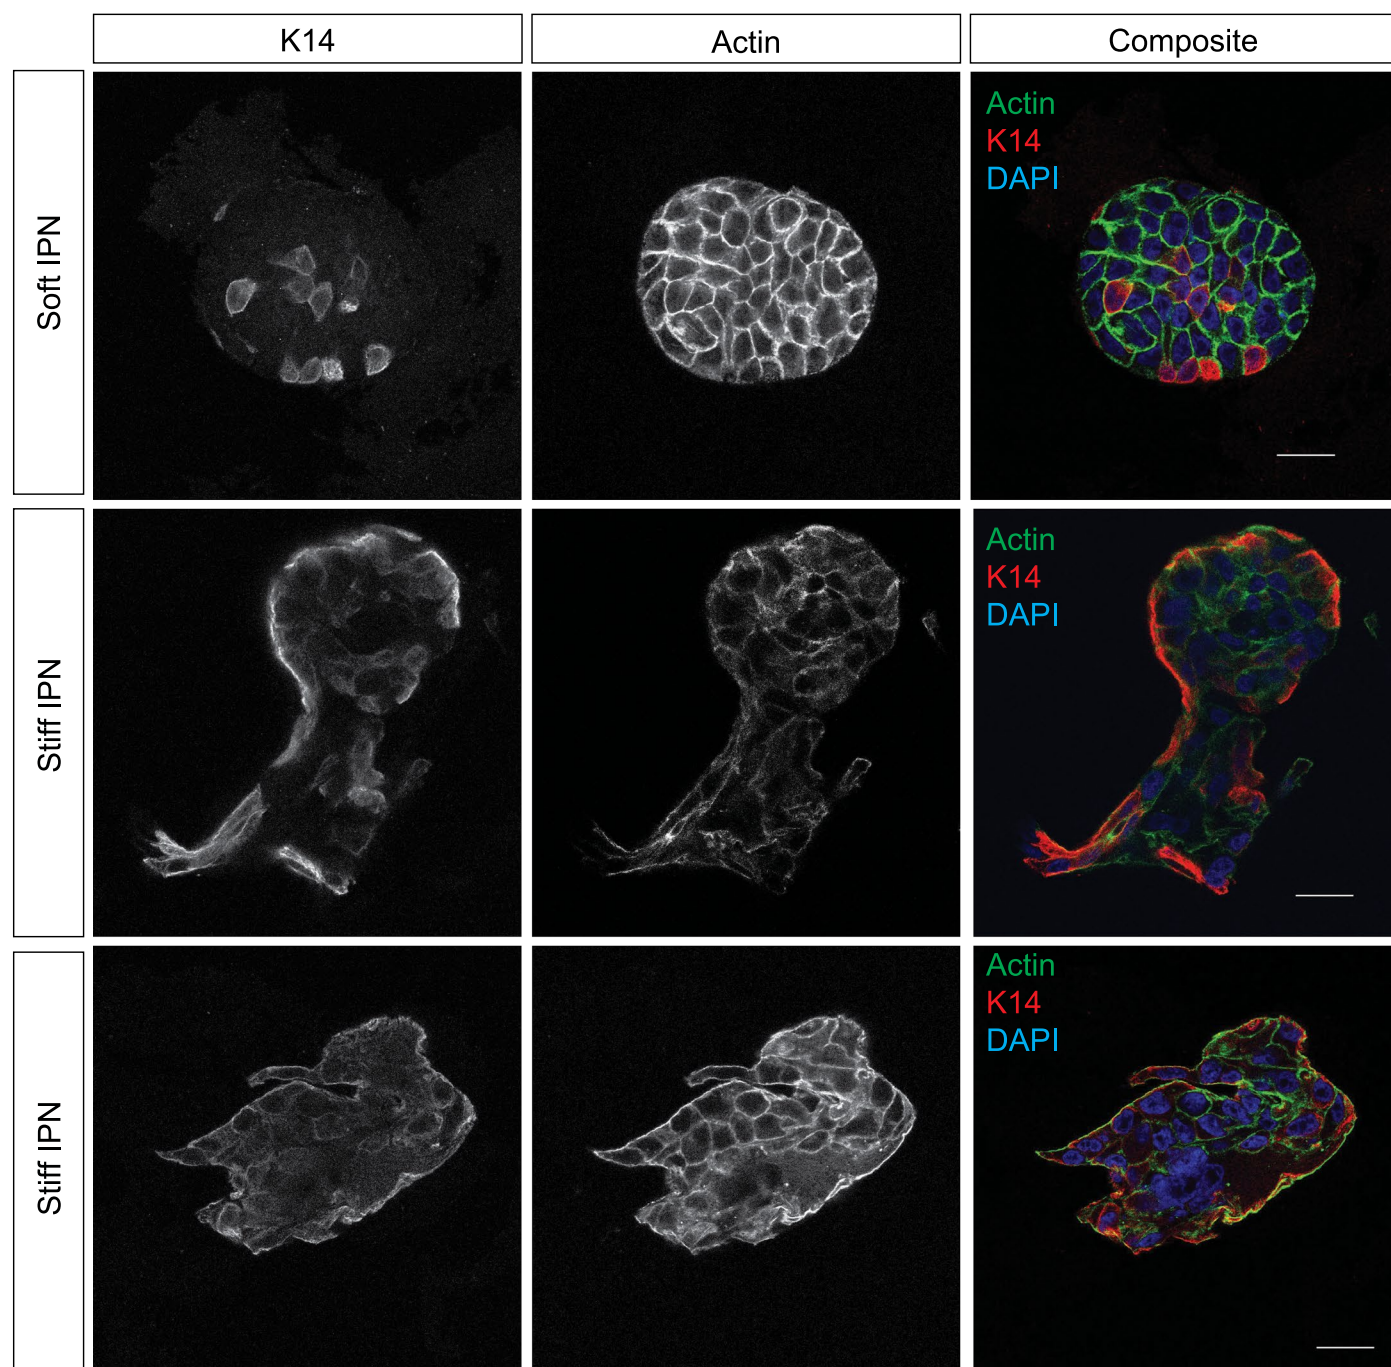 K14
Actin
Composite
Soft IPN
Actin
K14
DAPI
Stiff IPN
Actin
K14
DAPI
Stiff IPN
Actin
K14
DAPI